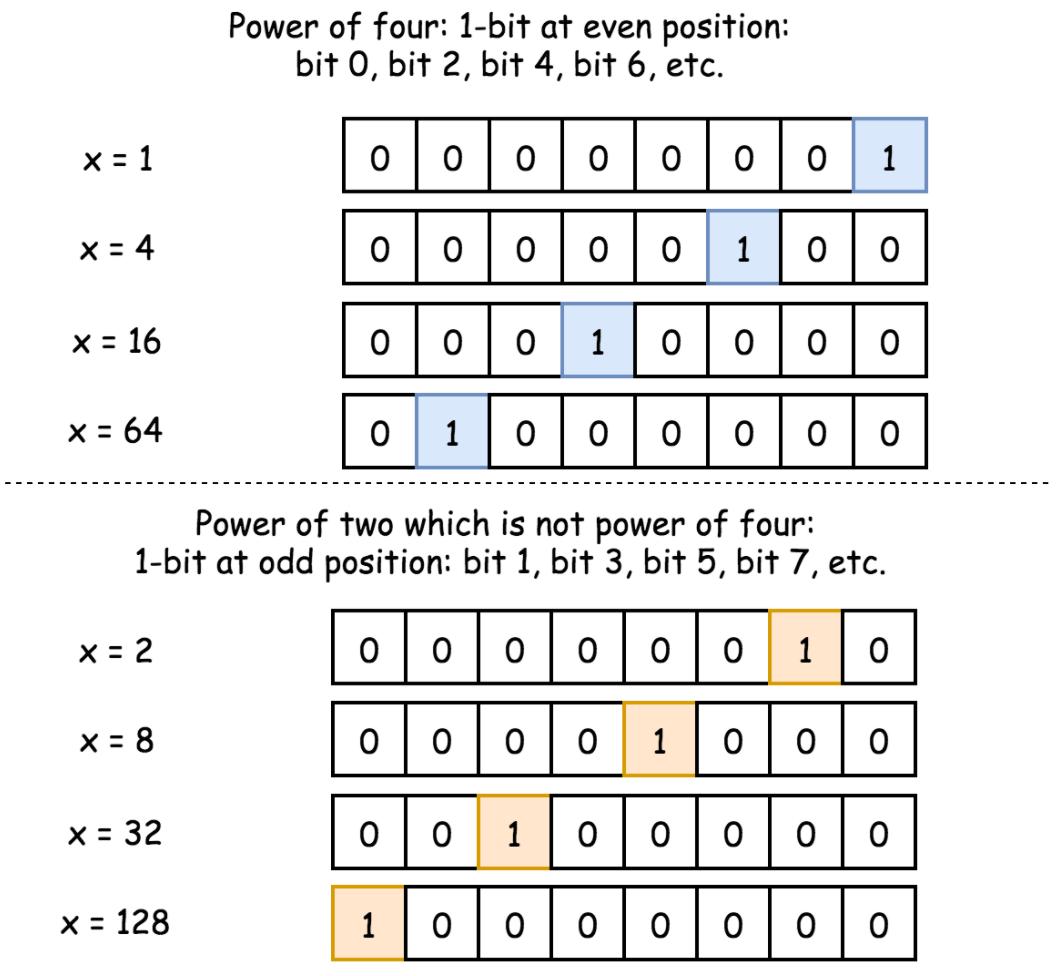 Power of four: 1-bit at even position:
bit 0, bit 2, bit 4, bit 6, etc.
x = 1 0 0 0 0 0 0 0 1
x = 4 0 0 0 0 0 1 0 0
x = 16 0 0 0 1 0 0 0 0
x = 64 0 1 0 0 0 0 0 0
Power of two which is not power of four:
1-bit at odd position: bit 1, bit 3, bit 5, bit 7, etc.
x = 2 0 0 0 0 0 0 1 0
x = 8 0 0 0 0 1 0 0 0
x = 32 0 0 1 0 0 0 0 0
x = 128 1 0 0 0 0 0 0 0